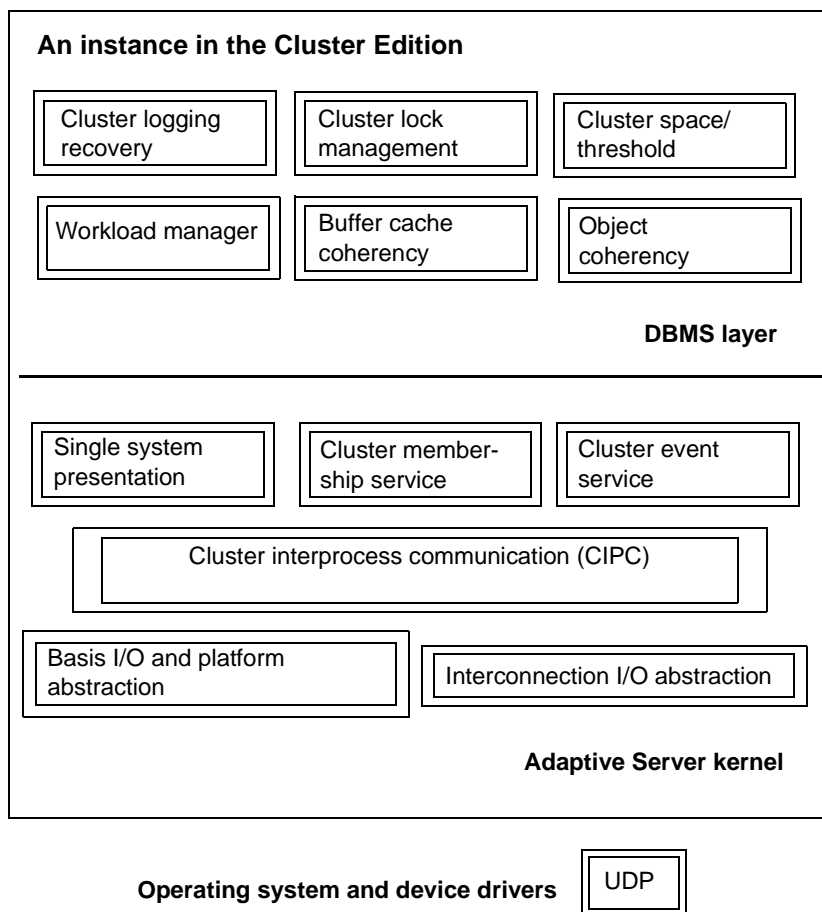 An instance in the Cluster Edition
Cluster logging
recovery
Cluster lock
management
Cluster space/
threshold
Workload manager
Buffer cache
coherency
Object
coherency
DBMS layer
Single system
presentation
Cluster member-
ship service
Cluster event
service
Cluster interprocess communication (CIPC)
Basis I/O and platform
abstraction
Interconnection I/O abstraction
Adaptive Server kernel
Operating system and device drivers
UDP